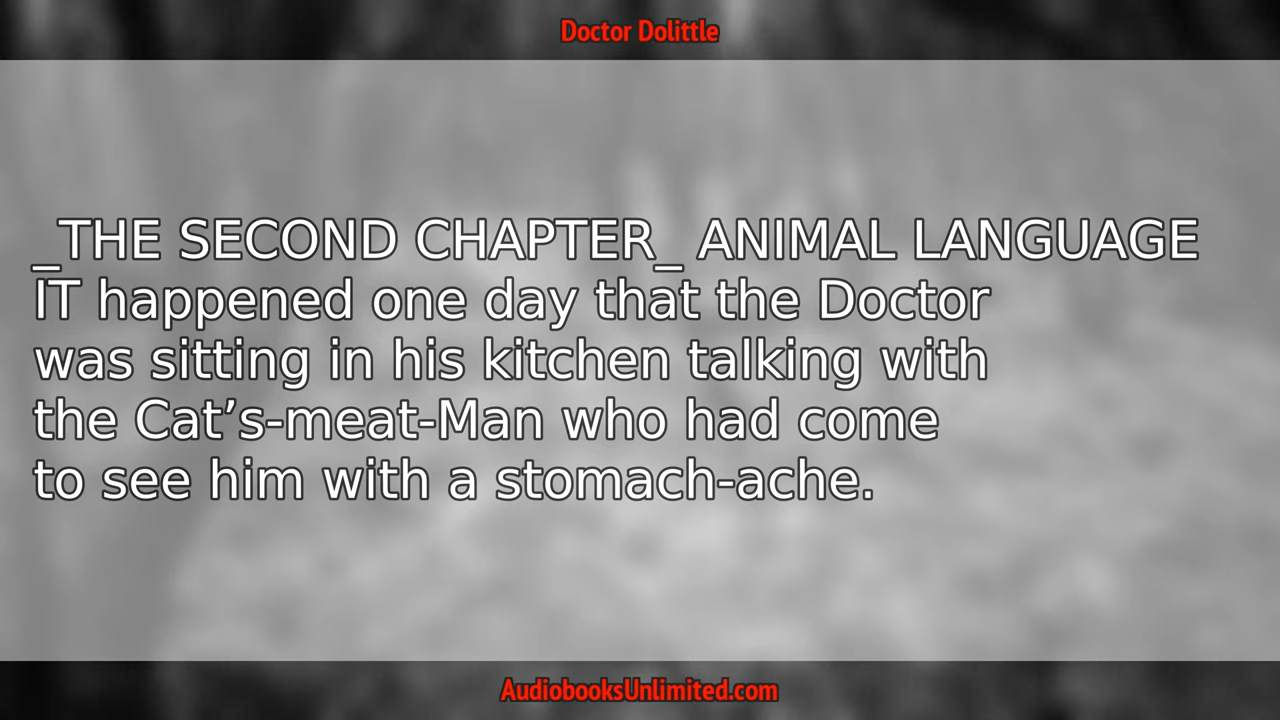 Doctor Dolittle
_THE SECOND CHAPTER_ ANIMAL LANGUAGE
IT happened one day that the Doctor
was sitting in his kitchen talking with
the Cat’s-meat-Man who had come
to see him with a stomach-ache.
AudiobooksUnlimited.com